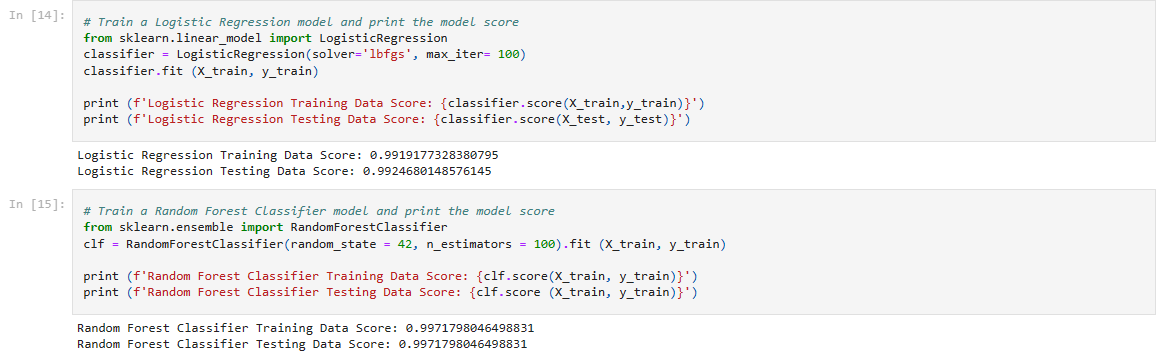 In [14]:
# Train a Logistic Regression model and print the model score
from sklearn.linear_model import LogisticRegression
classifier = LogisticRegression(solver='lbfgs', max_iter= 100)
classifier.fit (X_train, y_train)
print (f'Logistic Regression Training Data Score: {classifier.score(X_train,y_train)}')
print (f'Logistic Regression Testing Data Score: {classifier.score(X_test, y_test)}')
Logistic Regression Training Data Score: 0.9919177328380795
Logistic Regression Testing Data Score: 0.9924680148576145
In [15]:
# Train a Random Forest Classifier model and print the model score
from sklearn.ensemble import RandomForestClassifier
clf = RandomForestClassifier(random_state = 42, n_estimators = 100).fit (X_train, y_train)
print (f'Random Forest Classifier Training Data Score: {clf.score(X_train, y_train)}')
print (f'Random Forest Classifier Testing Data Score: {clf.score (X_train, y_train)}')
Random Forest Classifier Training Data Score: 0.9971798046498831
Random Forest Classifier Testing Data Score: 0.9971798046498831